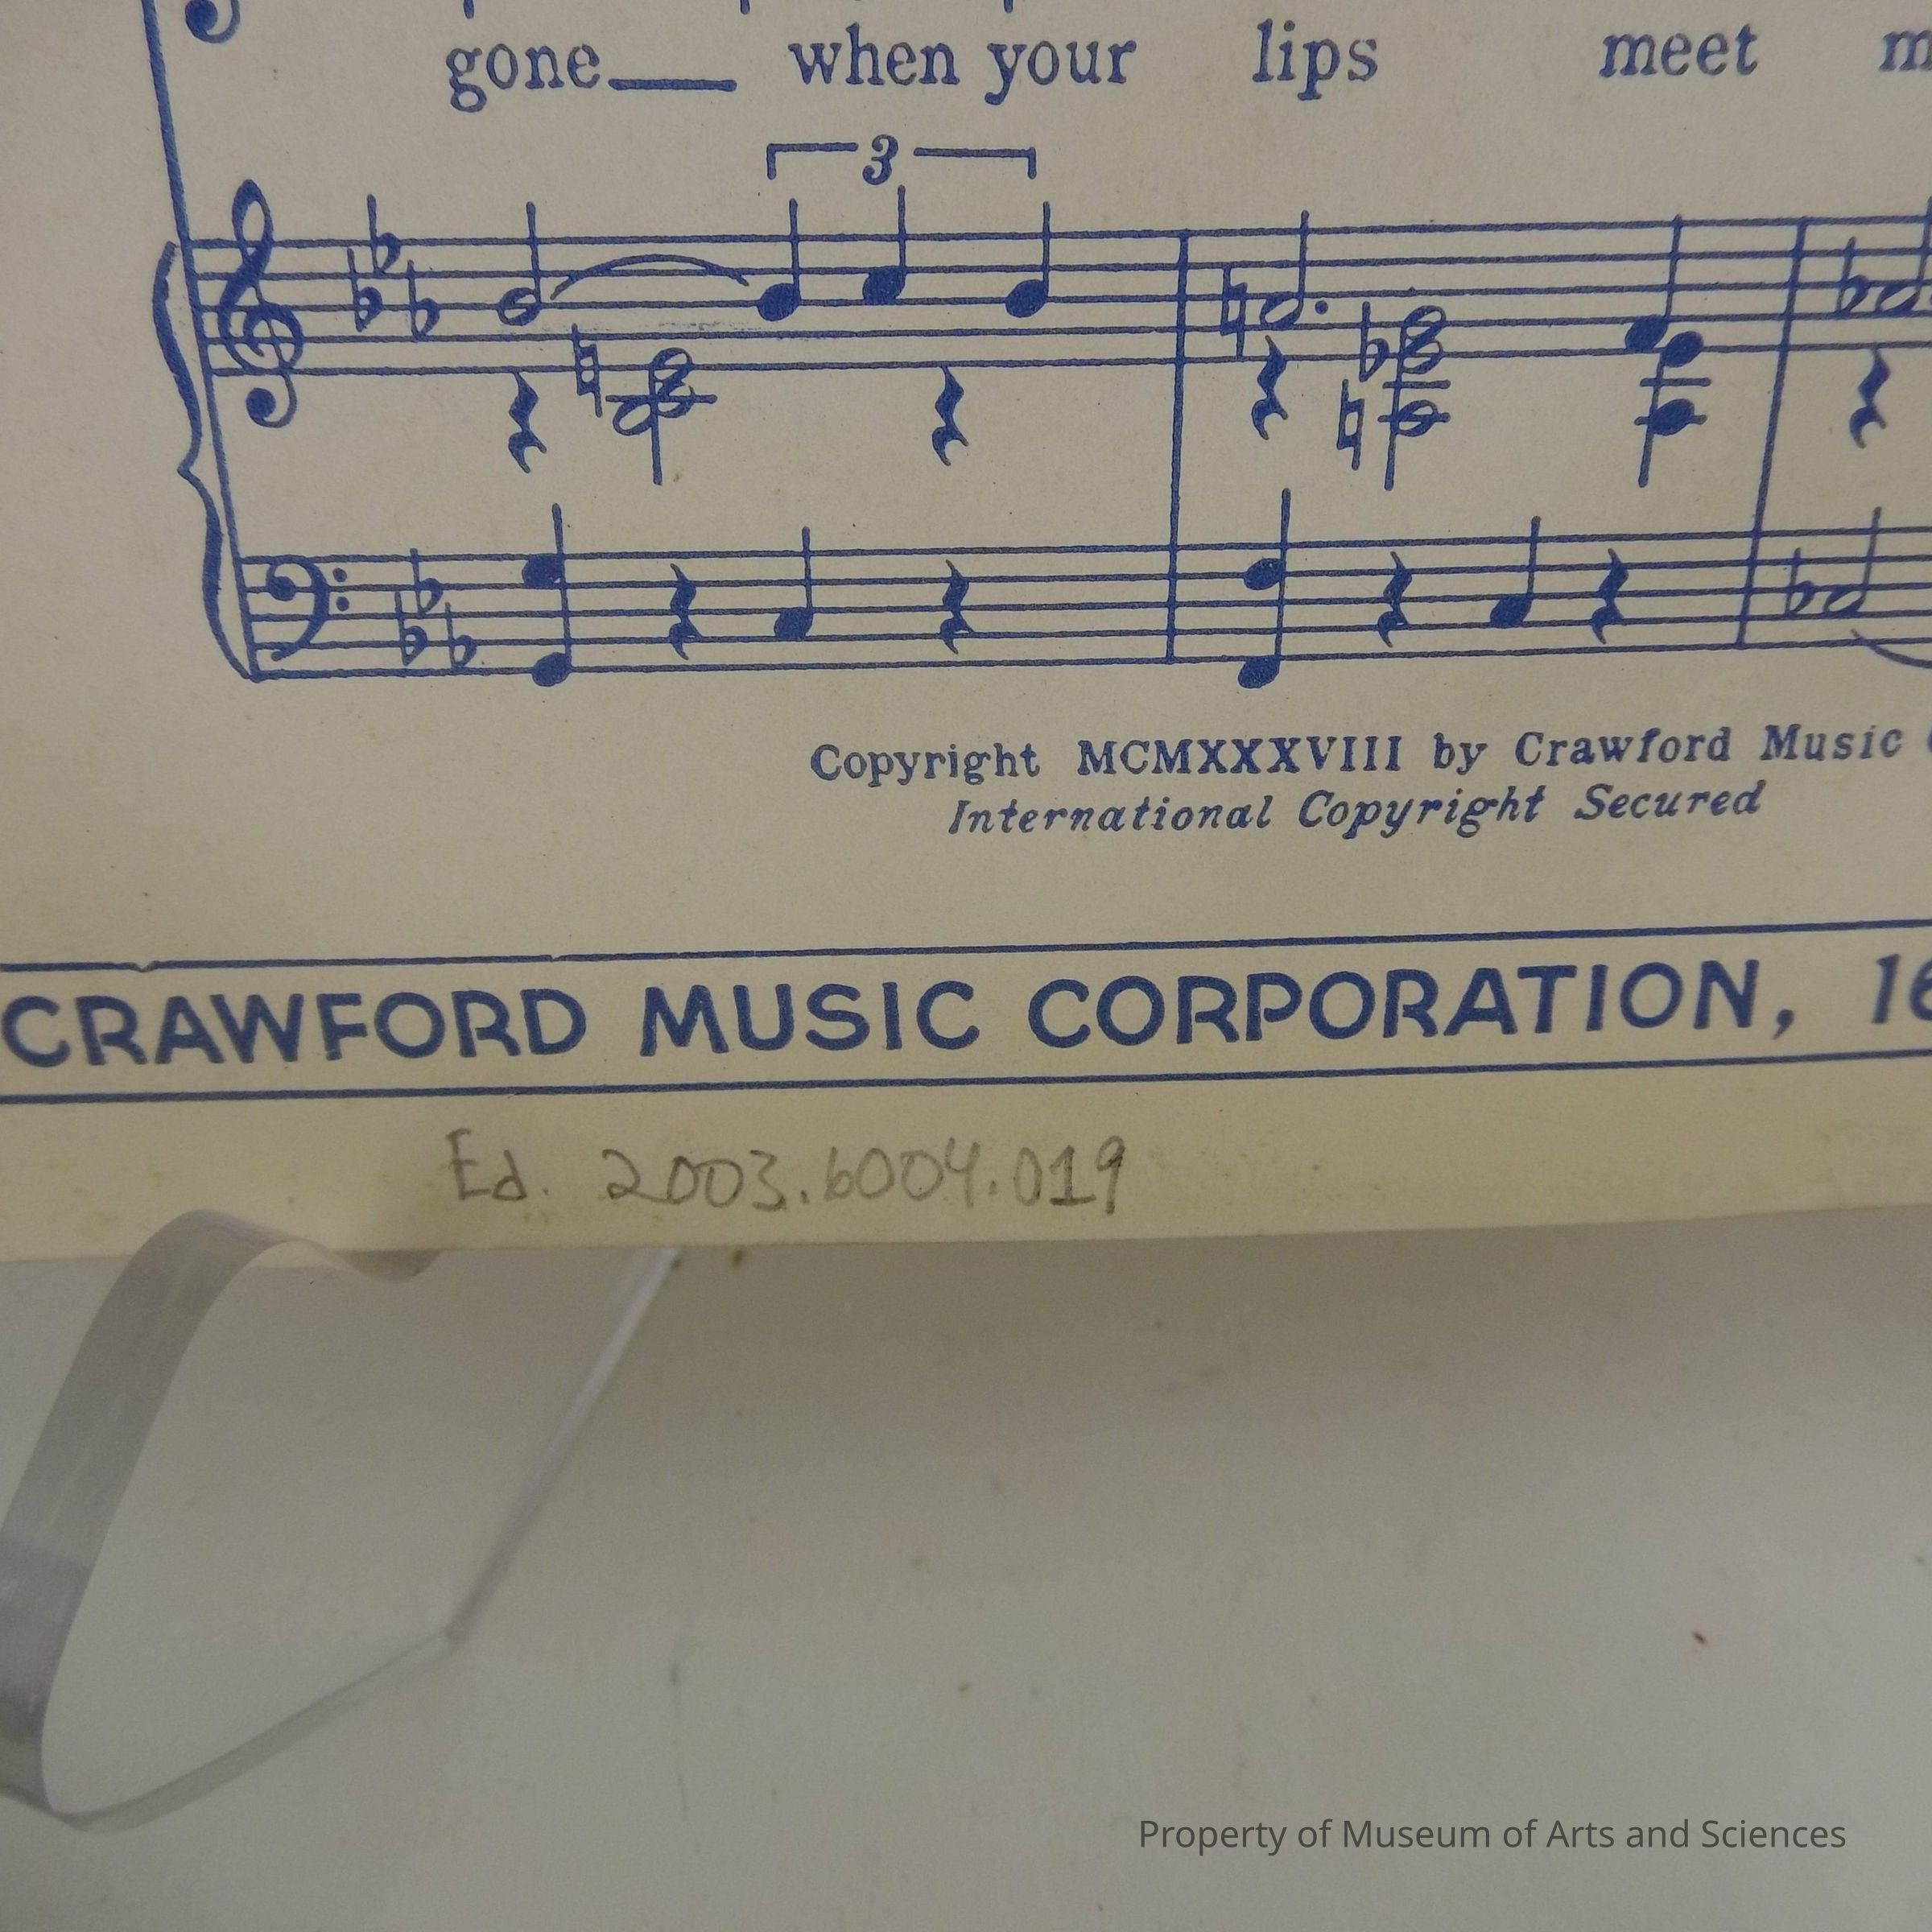 gone when your lips meet
3
Copyright MCMXXXVIII by Crawford Music
International Copyright Secured
CRAWFORD MUSIC CORPORATION, 16
Ed. 2003.6004.019
Property of Museum of Arts and Sciences